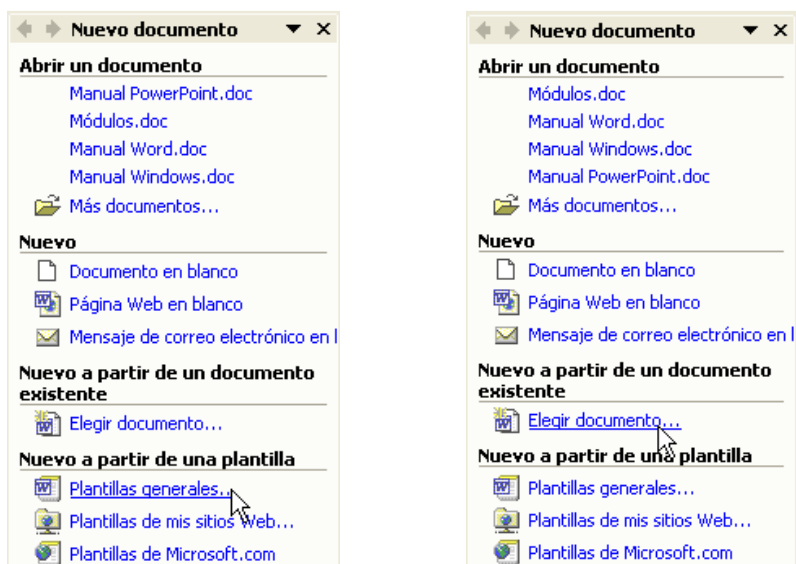 Nuevo documento
Abrir un documento
Manual PowerPoint.doc
Módulos.doc
Manual Word.doc
Manual Windows.doc
Más documentos...
Nuevo
Documento en blanco
Página Web en blanco
Mensaje de correo electrónico en l
Nuevo a partir de un documento
existente
Elegir documento...
Nuevo a partir de una plantilla
Plantillas generales...
Plantillas de mis sitios Web...
Plantillas de Microsoft.com
Nuevo documento
Abrir un documento
Módulos.doc
Manual Word.doc
Manual Windows.doc
Manual PowerPoint.doc
Más documentos...
Nuevo
Documento en blanco
Página Web en blanco
Mensaje de correo electrónico en l
Nuevo a partir de un documento
existente
Elegir documento...
Nuevo a partir de una plantilla
Plantillas generales...
Plantillas de mis sitios Web...
Plantillas de Microsoft.com